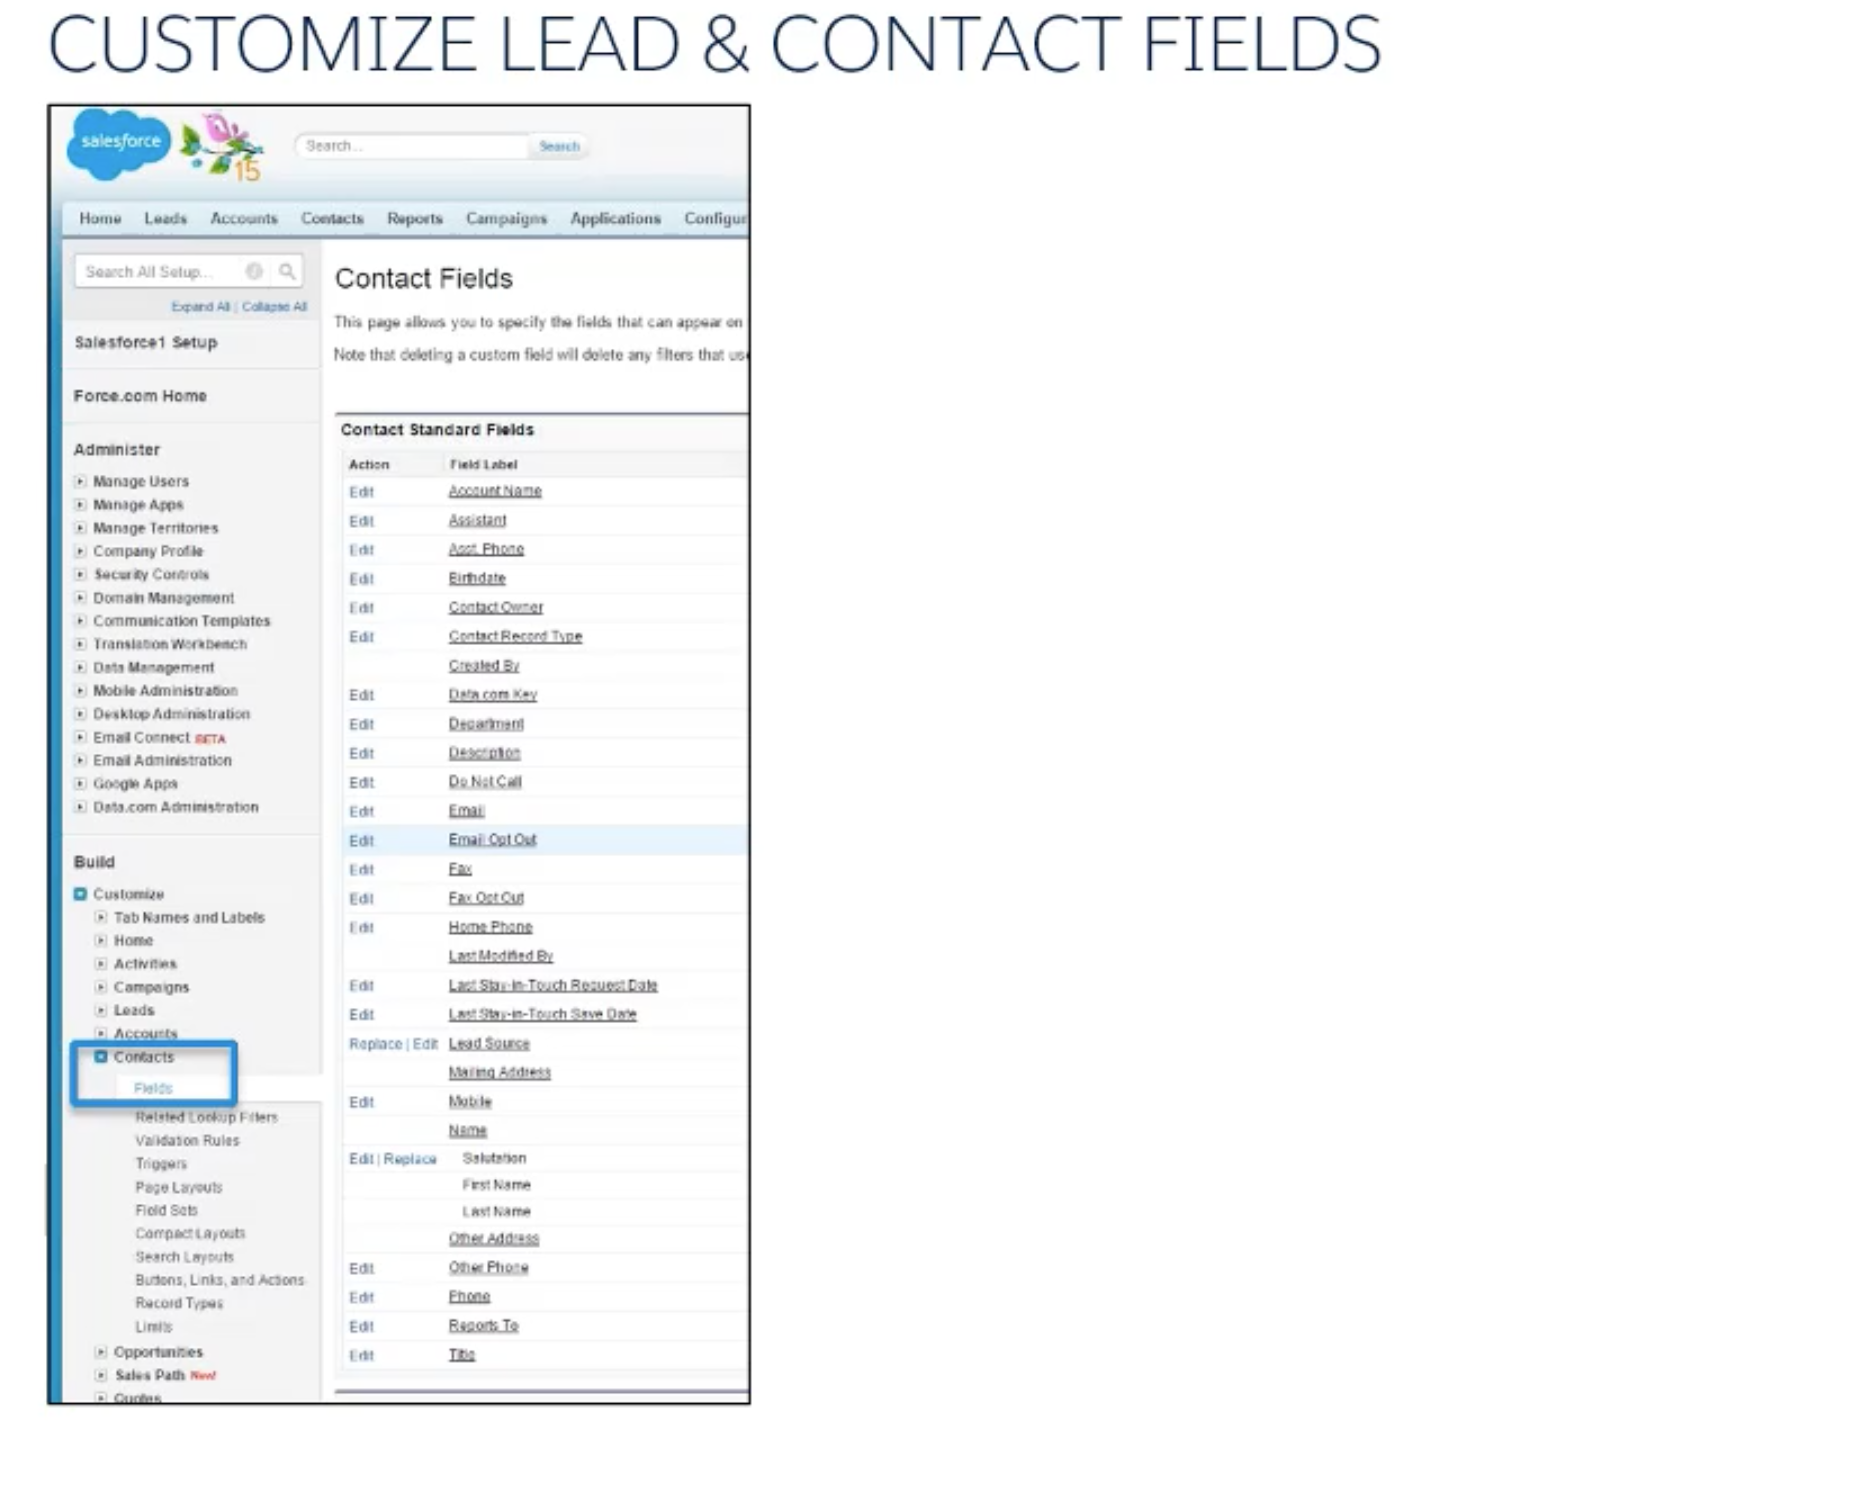 CUSTOMIZE LEAD & CONTACT FIELDS
salesforce
15
Search...
Search
Home Leads Accounts Contacts Reports Campaigns Applications Configur
Search All Setup...
Expand All | Collapse All
Salesforce1 Setup
Force.com Home
Administer
Manage Users
Manage Apps
Manage Territories
Company Profile
Security Controls
Domain Management
Communication Templates
Translation Workbench
Data Management
Mobile Administration
Desktop Administration
Email Connect BETA
Email Administration
Google Apps
Data.com Administration
Build
Customize
Tab Names and Labels
Home
Activities
Campaigns
Leads
Accounts
Contacts
Fields
Related Lookup Filters
Validation Rules
Triggers
Page Layouts
Field Sets
Compact Layouts
Search Layouts
Buttons, Links, and Actions
Record Types
Limits
Opportunities
Sales Path New!
Quotes
Contact Fields
This page allows you to specify the fields that can appear on
Note that deleting a custom field will delete any filters that use
Contact Standard Fields
Action Field Label
Edit Account Name
Edit Assistant
Edit Asst. Phone
Edit Birthdate
Edit Contact Owner
Edit Contact Record Type
Created By
Edit Data.com Key
Edit Department
Edit Description
Edit Do Not Call
Edit Email
Edit Email Opt Out
Edit Fax
Edit Fax Opt Out
Edit Home Phone
Last Modified By
Edit Last Stay-in-Touch Request Date
Edit Last Stay-in-Touch Save Date
Replace | Edit Lead Source
Mailing Address
Edit Mobile
Name
Edit | Replace Salutation
First Name
Last Name
Other Address
Edit Other Phone
Edit Phone
Edit Reports To
Edit Title